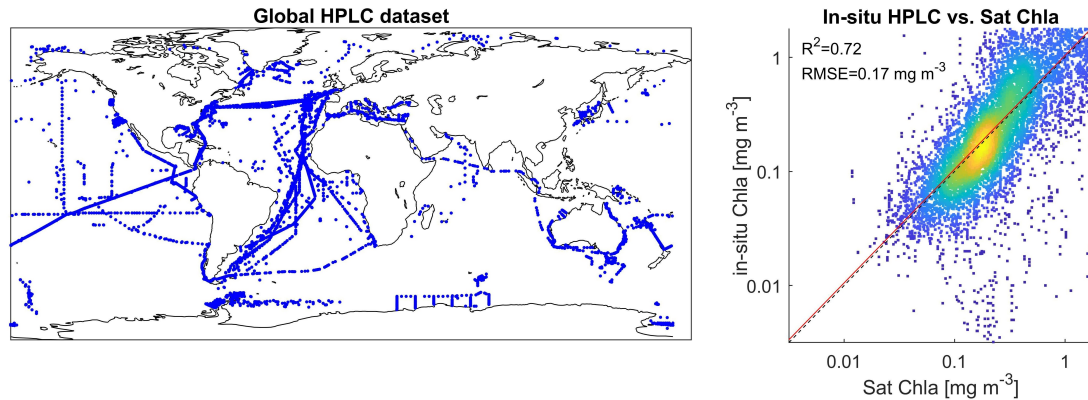 Global HPLC dataset
In-situ HPLC vs. Sat Chla
R²=0.72
RMSE=0.17 mg m⁻³
in-situ Chla [mg m⁻³]
1
0.1
0.01
0.01
0.1
1
Sat Chla [mg m⁻³]